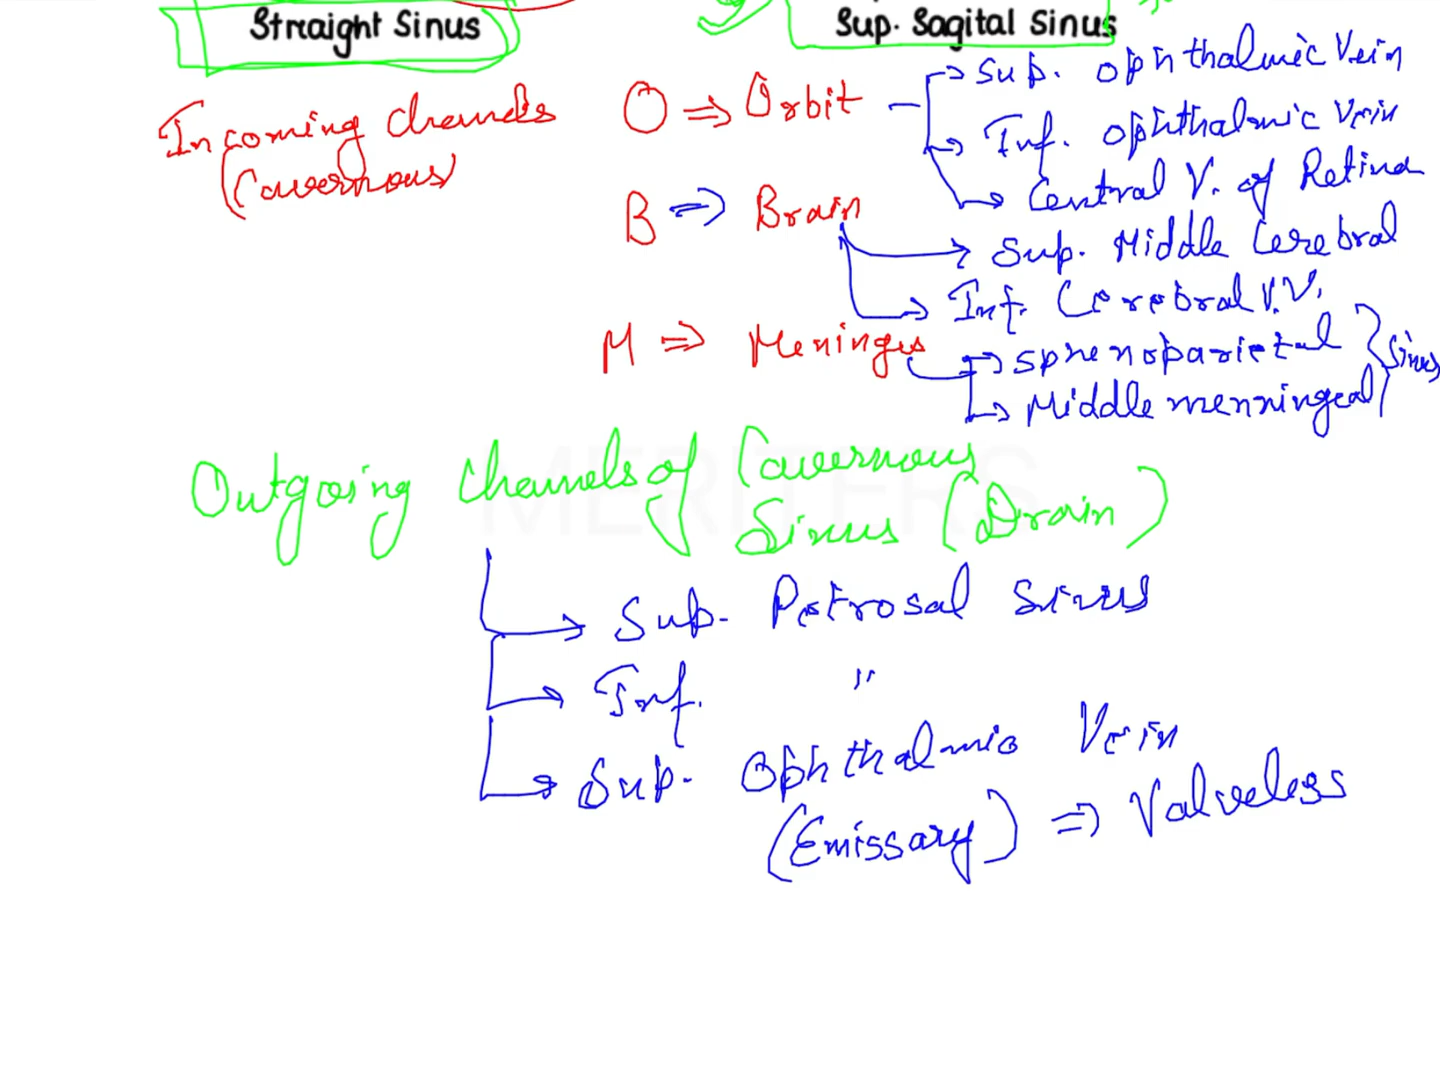 Straight Sinus
Sup. Sagital Sinus
Incoming channels
(Cavernous)
O ⇒ Orbit
Sup. ophthalmic Vein
Inf. ophthalmic Vein
Central V. of Retina
B ⇒ Brain
Sup. Middle Cerebral
Inf. Cerebral V.V.
M ⇒ Meninges
Sphenoparietal
Middle menningeal
} Sinus
Outgoing channels of Cavernous
Sinus (Drain)
Sup. Petrosal Sinus
Inf. "
Sup. Ophthalmic Vein
(Emissary) ⇒ Valveless
MERITERS